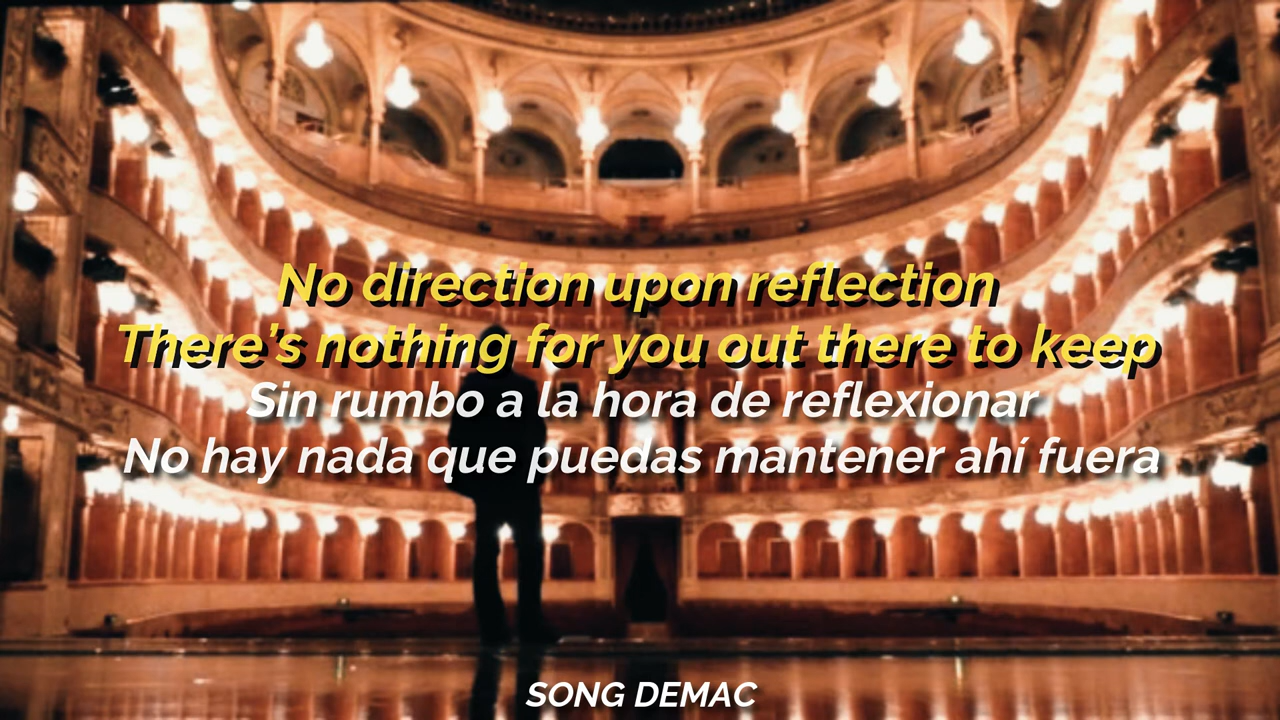 No direction upon reflection
There's nothing for you out there to keep
Sin rumbo a la hora de reflexionar
No hay nada que puedas mantener ahí fuera
SONG DEMAC